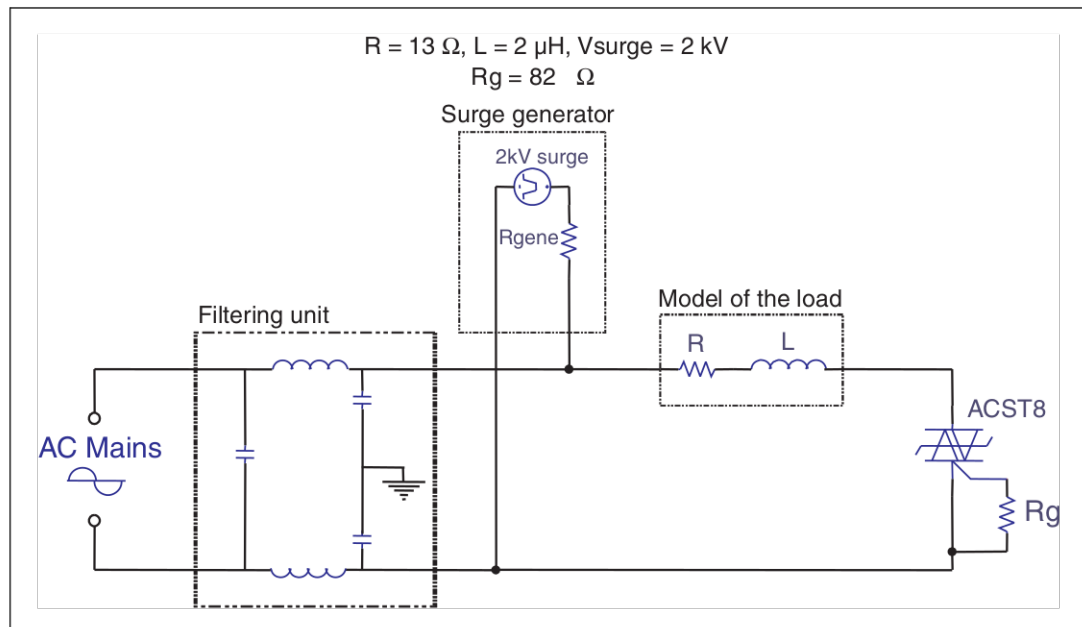 R = 13 Ω, L = 2 µH, Vsurge = 2 kV
Rg = 82 Ω
Surge generator
2kV surge
Rgene
Filtering unit
Model of the load
R
L
ACST8
AC Mains
Rg